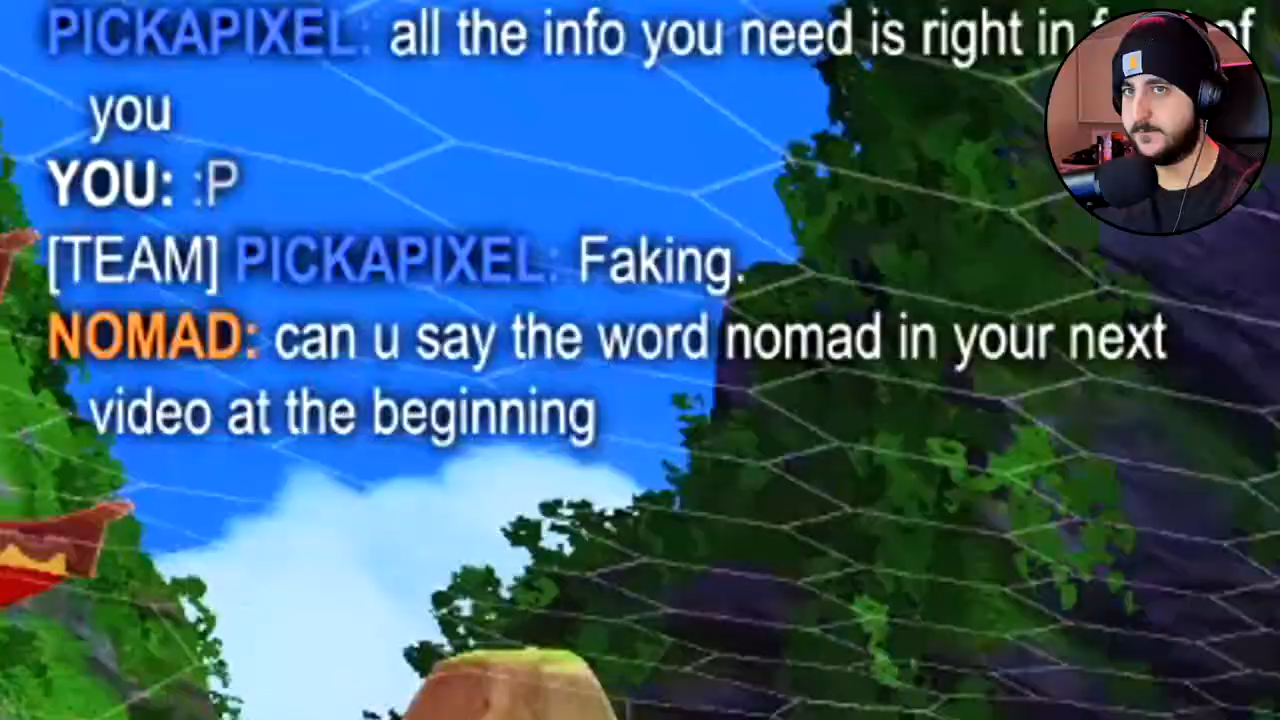 PICKAPIXEL: all the info you need is right in of
you
YOU: :P
[TEAM] PICKAPIXEL: Faking.
NOMAD: can u say the word nomad in your next
video at the beginning